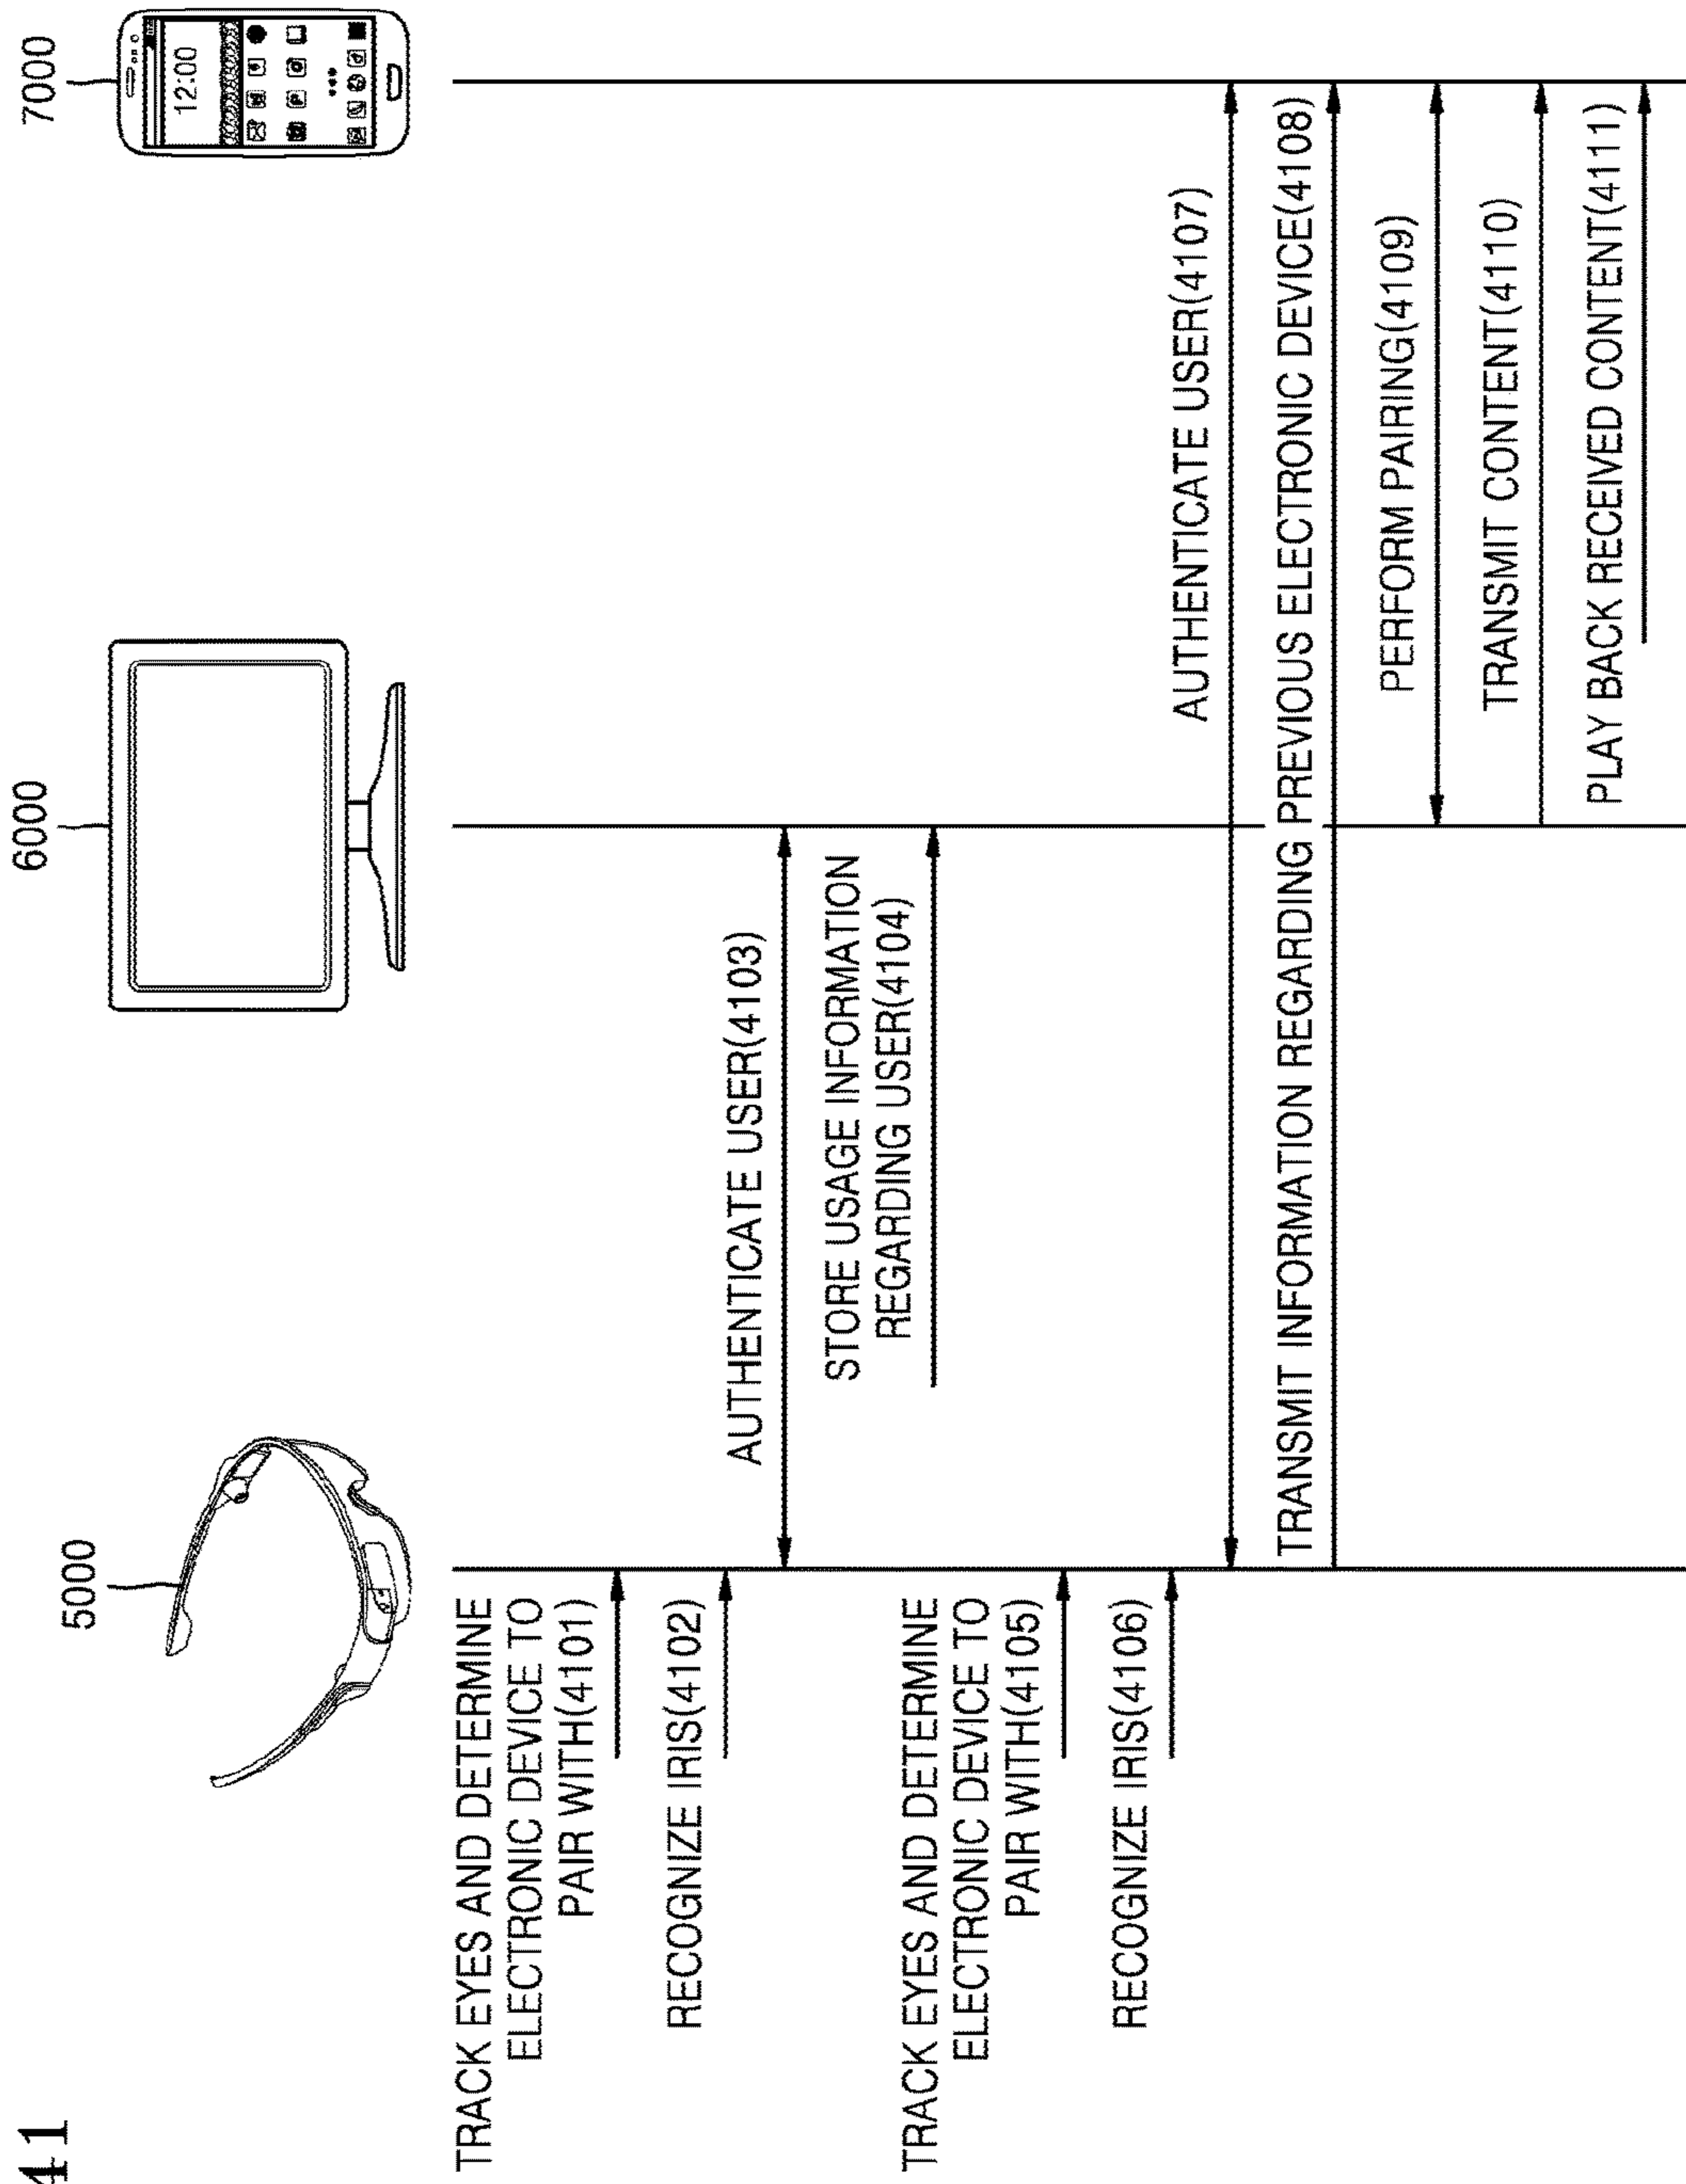 41
5000
6000
7000
12:00
TRACK EYES AND DETERMINE
ELECTRONIC DEVICE TO
PAIR WITH(4101)
RECOGNIZE IRIS(4102)
AUTHENTICATE USER(4103)
STORE USAGE INFORMATION
REGARDING USER(4104)
TRACK EYES AND DETERMINE
ELECTRONIC DEVICE TO
PAIR WITH(4105)
RECOGNIZE IRIS(4106)
AUTHENTICATE USER(4107)
TRANSMIT INFORMATION REGARDING PREVIOUS ELECTRONIC DEVICE(4108)
PERFORM PAIRING(4109)
TRANSMIT CONTENT(4110)
PLAY BACK RECEIVED CONTENT(4111)